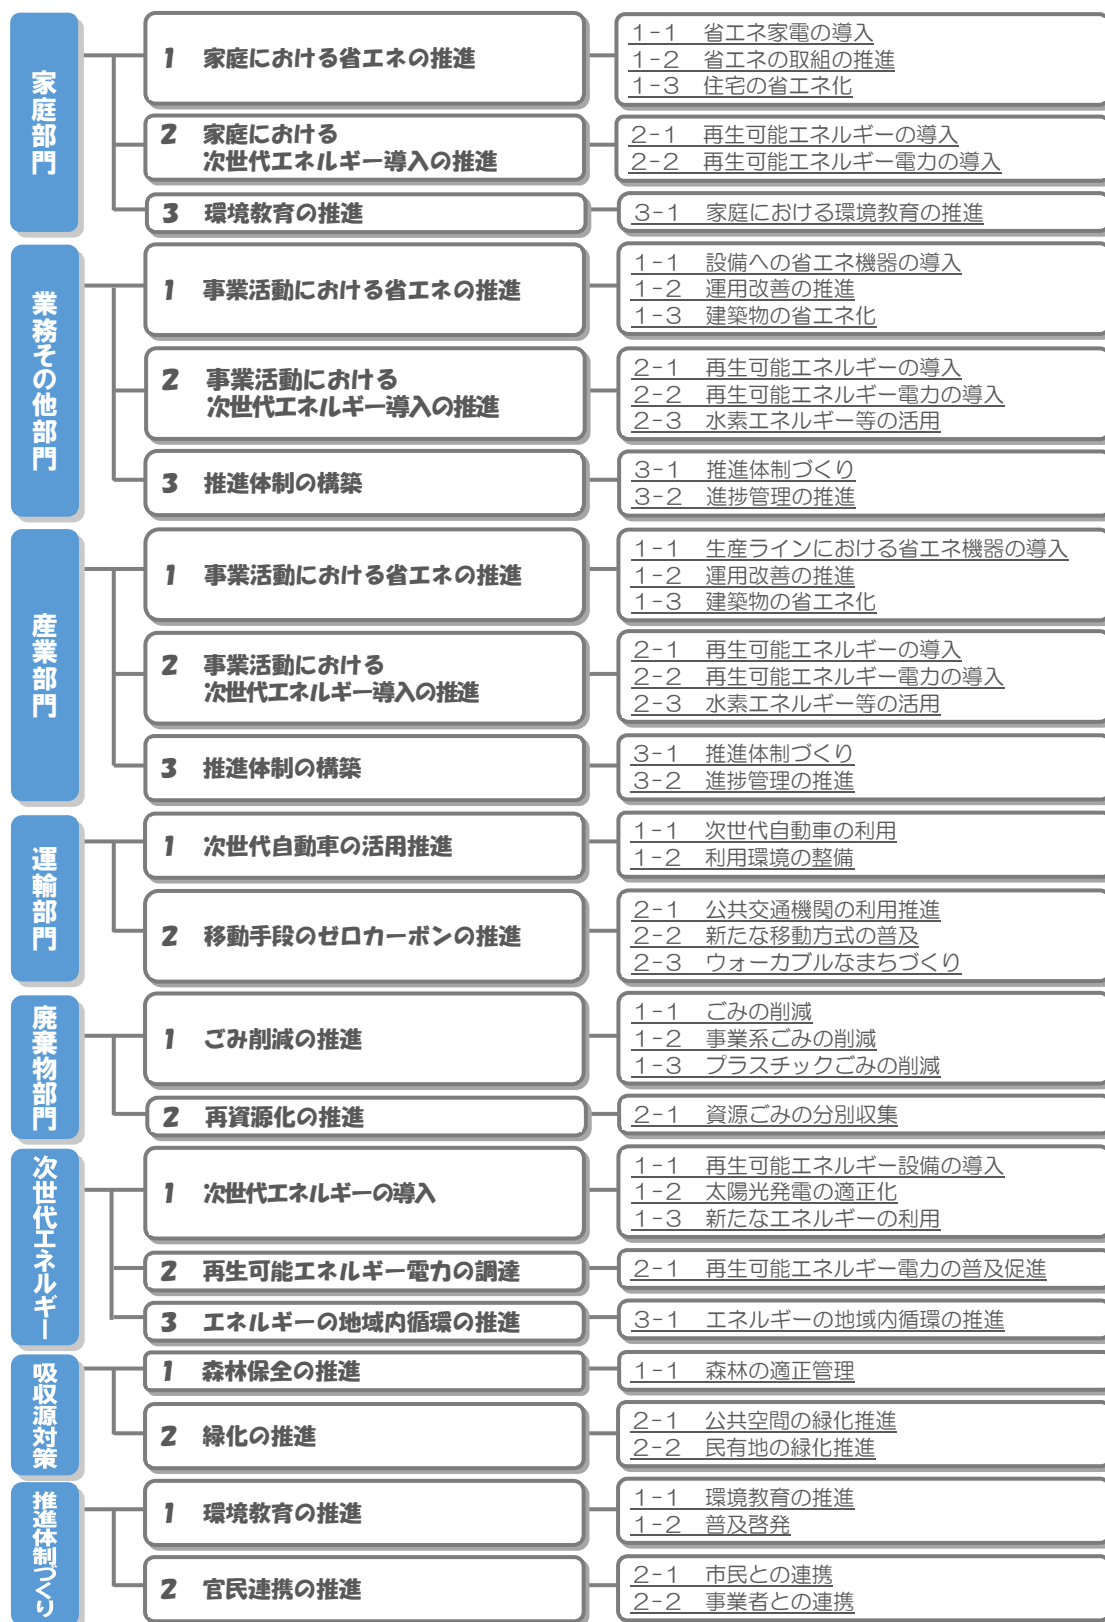 家庭部門
1　家庭における省エネの推進
1-1　省エネ家電の導入
1-2　省エネの取組の推進
1-3　住宅の省エネ化
2　家庭における
次世代エネルギー導入の推進
2-1　再生可能エネルギーの導入
2-2　再生可能エネルギー電力の導入
3　環境教育の推進
3-1　家庭における環境教育の推進
業務その他部門
1　事業活動における省エネの推進
1-1　設備への省エネ機器の導入
1-2　運用改善の推進
1-3　建築物の省エネ化
2　事業活動における
次世代エネルギー導入の推進
2-1　再生可能エネルギーの導入
2-2　再生可能エネルギー電力の導入
2-3　水素エネルギー等の活用
3　推進体制の構築
3-1　推進体制づくり
3-2　進捗管理の推進
産業部門
1　事業活動における省エネの推進
1-1　生産ラインにおける省エネ機器の導入
1-2　運用改善の推進
1-3　建築物の省エネ化
2　事業活動における
次世代エネルギー導入の推進
2-1　再生可能エネルギーの導入
2-2　再生可能エネルギー電力の導入
2-3　水素エネルギー等の活用
3　推進体制の構築
3-1　推進体制づくり
3-2　進捗管理の推進
運輸部門
1　次世代自動車の活用推進
1-1　次世代自動車の利用
1-2　利用環境の整備
2　移動手段のゼロカーボンの推進
2-1　公共交通機関の利用推進
2-2　新たな移動方式の普及
2-3　ウォーカブルなまちづくり
廃棄物部門
1　ごみ削減の推進
1-1　ごみの削減
1-2　事業系ごみの削減
1-3　プラスチックごみの削減
2　再資源化の推進
2-1　資源ごみの分別収集
次世代エネルギー
1　次世代エネルギーの導入
1-1　再生可能エネルギー設備の導入
1-2　太陽光発電の適正化
1-3　新たなエネルギーの利用
2　再生可能エネルギー電力の調達
2-1　再生可能エネルギー電力の普及促進
3　エネルギーの地域内循環の推進
3-1　エネルギーの地域内循環の推進
吸収源対策
1　森林保全の推進
1-1　森林の適正管理
2　緑化の推進
2-1　公共空間の緑化推進
2-2　民有地の緑化推進
推進体制づくり
1　環境教育の推進
1-1　環境教育の推進
1-2　普及啓発
2　官民連携の推進
2-1　市民との連携
2-2　事業者との連携